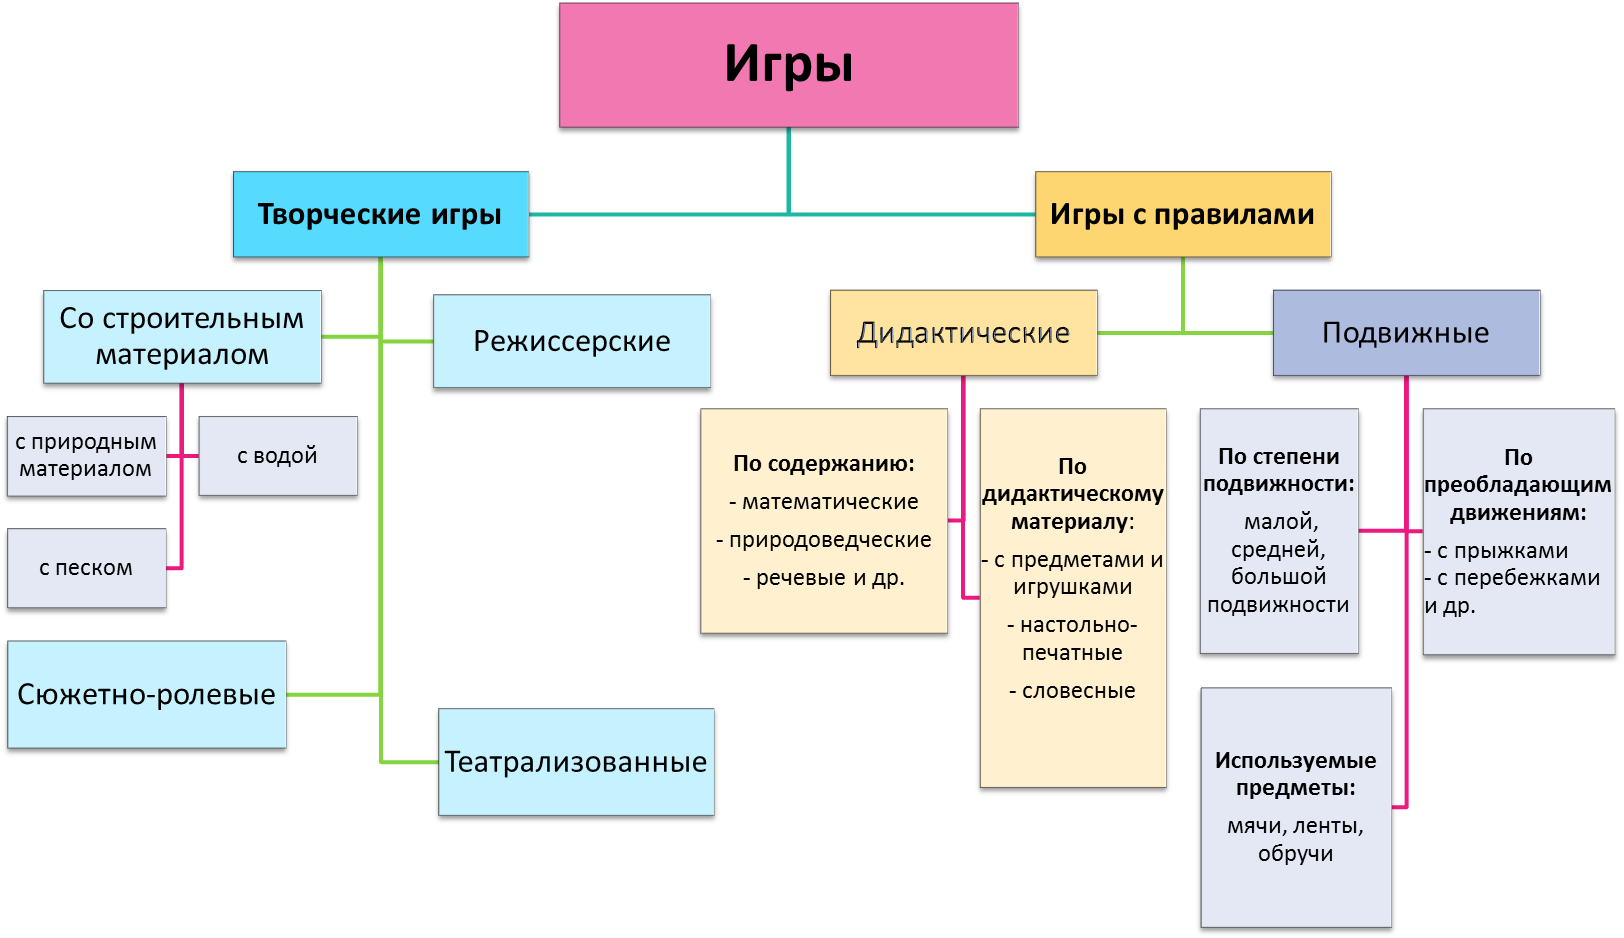 Игры
Творческие игры
Игры с правилами
Со строительным
материалом
Режиссерские
Дидактические
Подвижные
с природным
материалом
с водой
с песком
Сюжетно-ролевые
Театрализованные
По содержанию:
- математические
- природоведческие
- речевые и др.
По
дидактическому
материалу:
- с предметами и
игрушками
- настольно-
печатные
- словесные
По степени
подвижности:
малой,
средней,
большой
подвижности
По
преобладающим
движениям:
- с прыжками
- с перебежками
и др.
Используемые
предметы:
мячи, ленты,
обручи